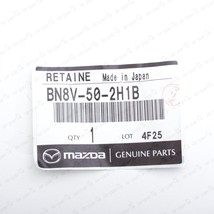 RETAINE Made in Japan
BN8V-50-2H1B
QTY 1 LOT 4F25
mazda GENUINE PARTS